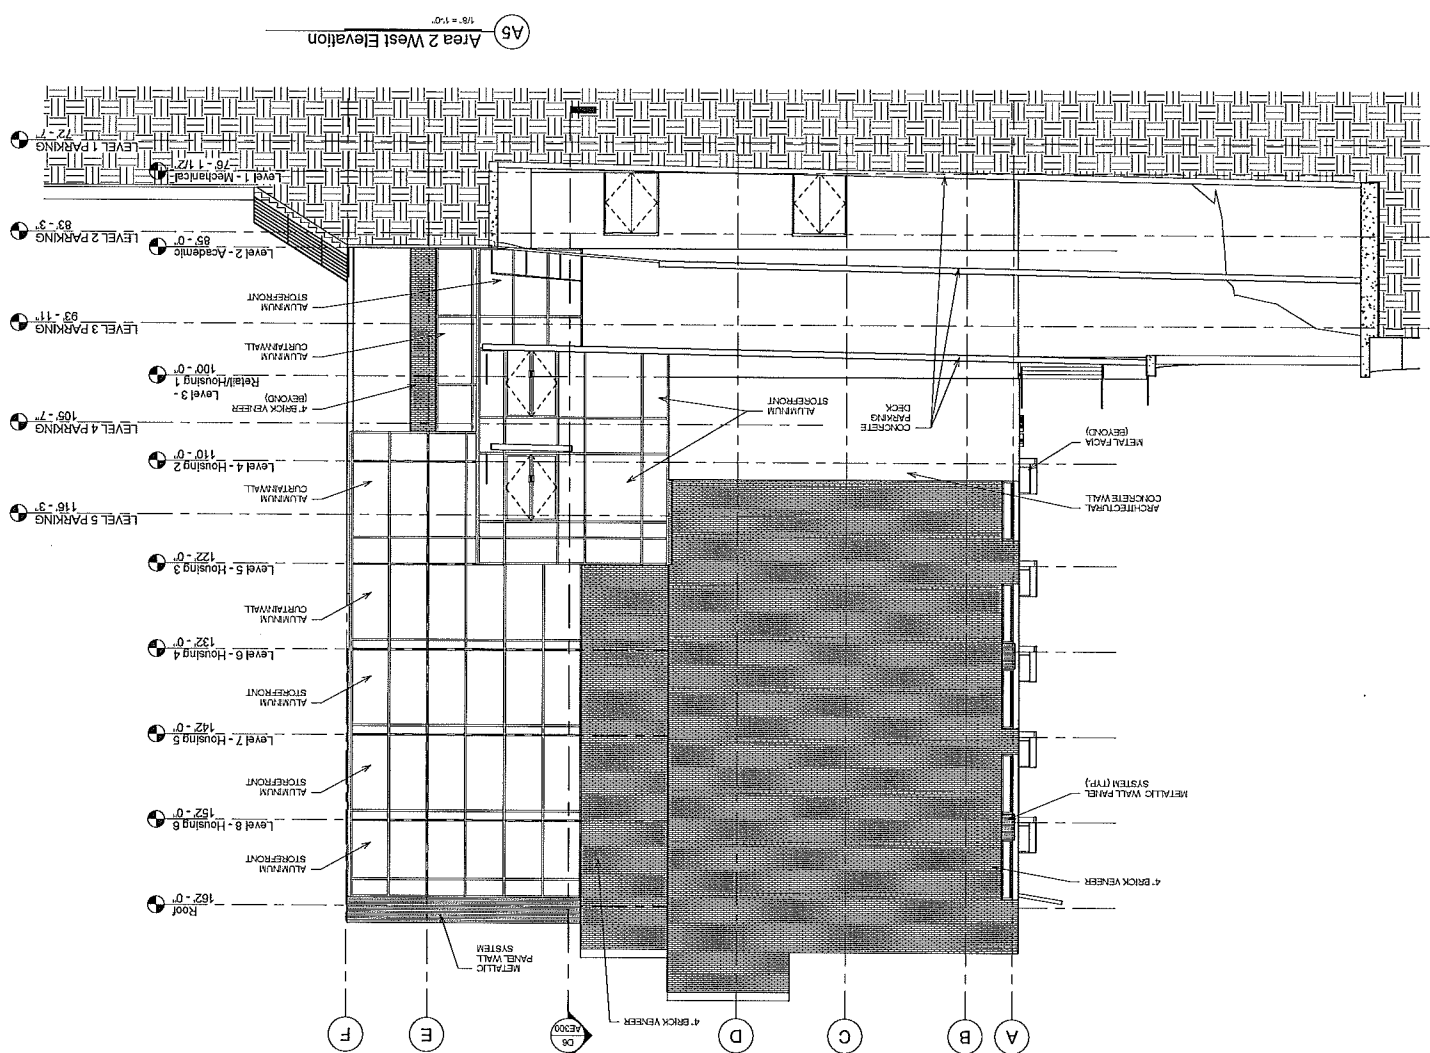 A
B
C
D
D6
AE300
E
F
4" BRICK VENEER
METALLIC
PANEL WALL
SYSTEM
Roof
162' - 0"
4" BRICK VENEER
ALUMINUM
STOREFRONT
Level 8 - Housing 6
152' - 0"
METALLIC WALL PANEL
SYSTEM (TYP.)
ALUMINUM
STOREFRONT
Level 7 - Housing 5
142' - 0"
ALUMINUM
STOREFRONT
Level 6 - Housing 4
132' - 0"
ALUMINUM
CURTAINWALL
Level 5 - Housing 3
122' - 0"
LEVEL 5 PARKING
116' - 3"
ARCHITECTURAL
CONCRETE WALL
ALUMINUM
CURTAINWALL
Level 4 - Housing 2
110' - 0"
METAL FACIA
(BEYOND)
CONCRETE
PARKING
DECK
ALUMINUM
STOREFRONT
LEVEL 4 PARKING
105' - 7"
4" BRICK VENEER
(BEYOND)
Level 3 -
Retail/Housing 1
100' - 0"
ALUMINUM
CURTAINWALL
LEVEL 3 PARKING
93' - 11"
ALUMINUM
STOREFRONT
Level 2 - Academic
85' - 0"
LEVEL 2 PARKING
83' - 3"
Level 1 - Mechanical
76' - 1 1/2"
LEVEL 1 PARKING
72' - 7"
A5
Area 2 West Elevation
1/8" = 1'-0"